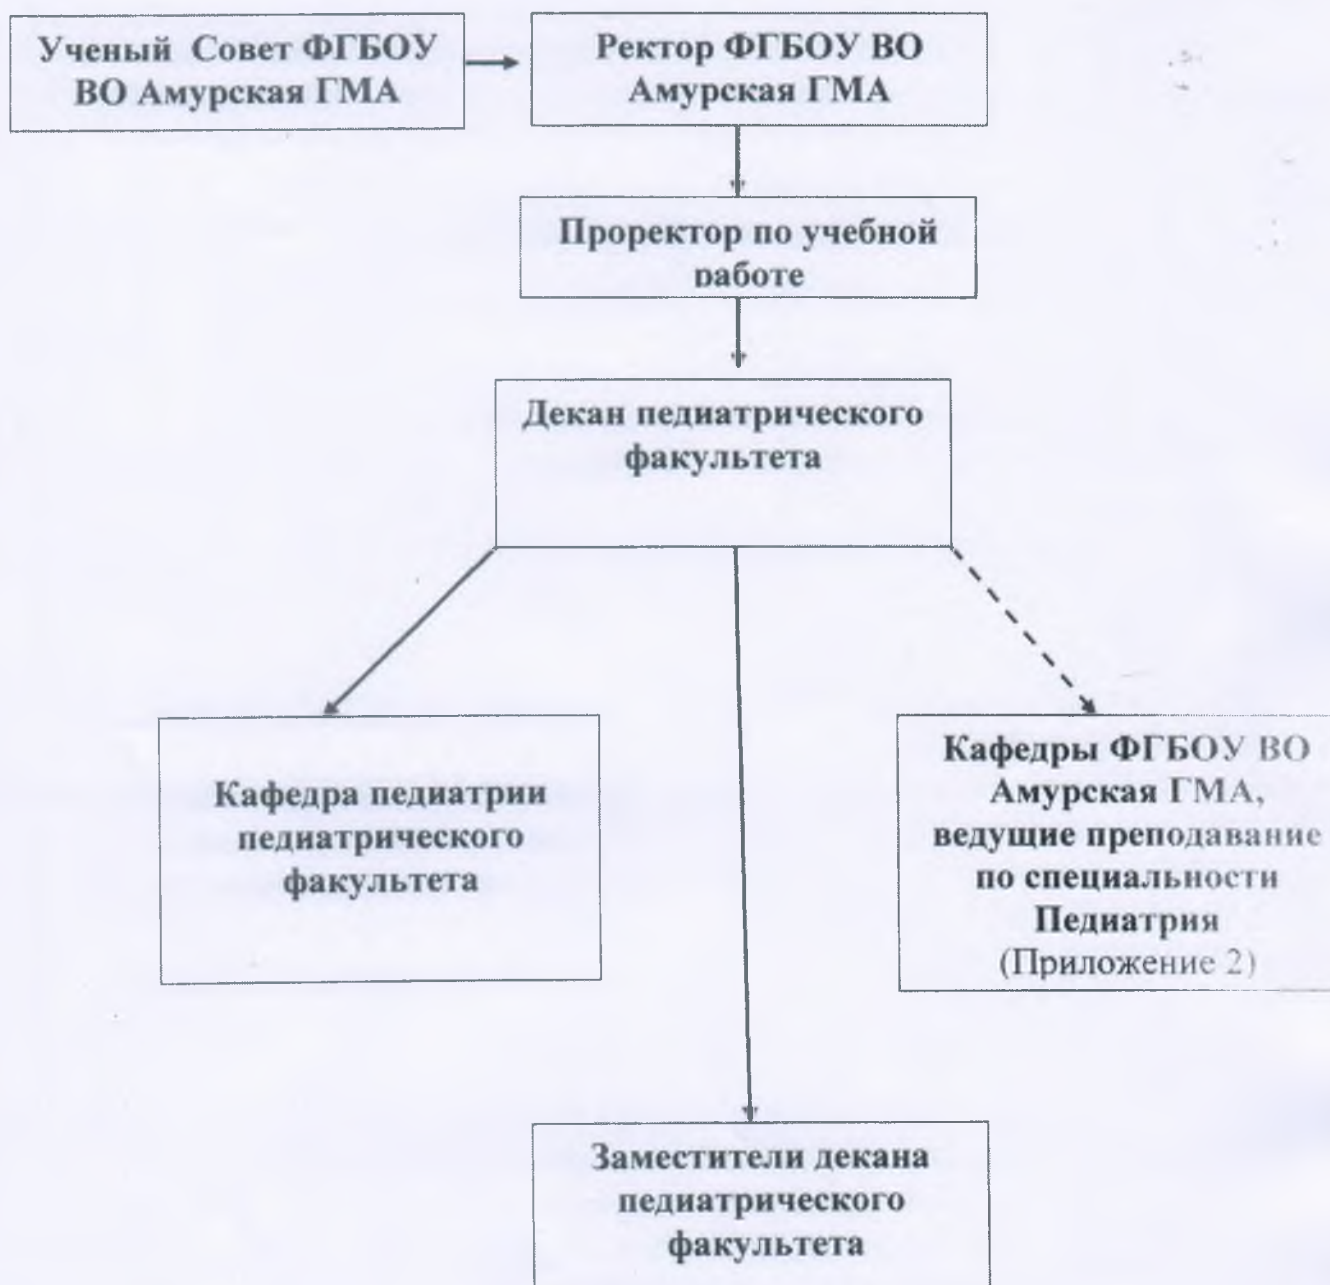 Ученый Совет ФГБОУ
ВО Амурская ГМА
Ректор ФГБОУ ВО
Амурская ГМА
Проректор по учебной
работе
Декан педиатрического
факультета
Кафедра педиатрии
педиатрического
факультета
Кафедры ФГБОУ ВО
Амурская ГМА,
ведущие преподавание
по специальности
Педиатрия
(Приложение 2)
Заместители декана
педиатрического
факультета